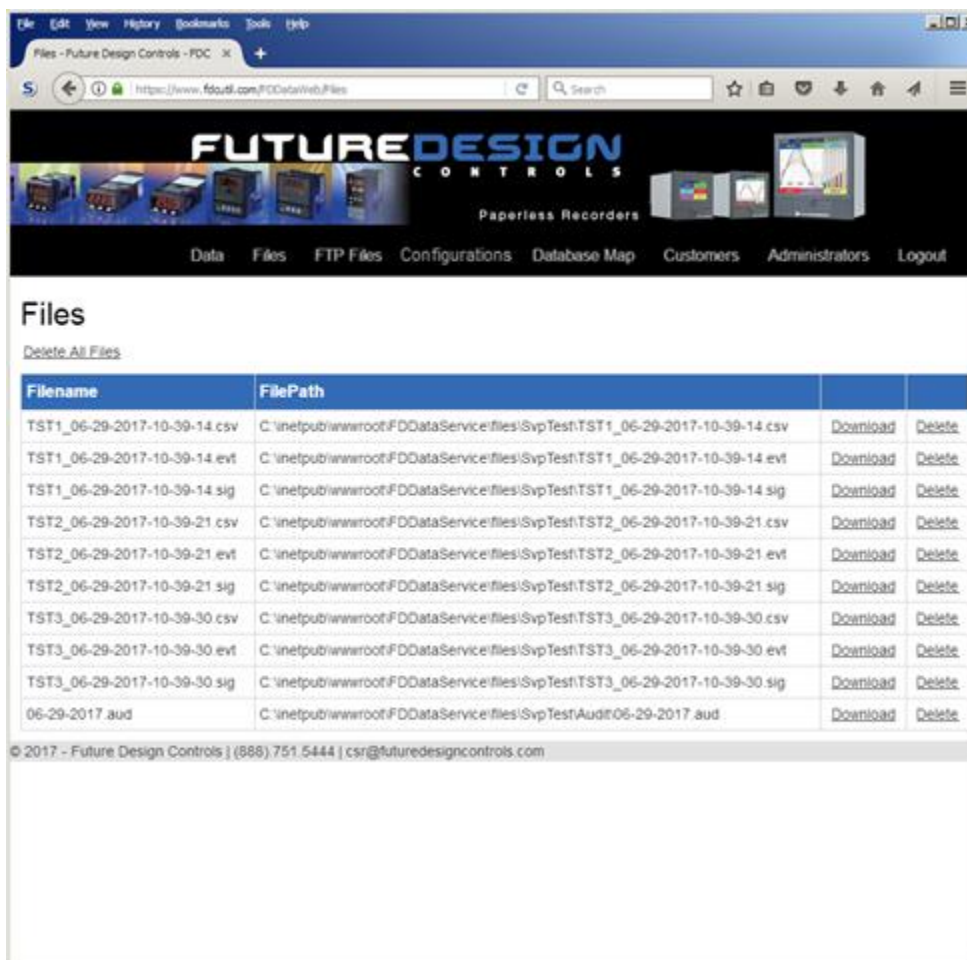 File Edit View History Bookmarks Tools Help
Files - Future Design Controls - FDC
https://www.fdcutil.com/FDDataWeb/Files
Search
FUTUREDESIGN
CONTROLS
Paperless Recorders
Data Files FTP Files Configurations Database Map Customers Administrators Logout
Files
Delete All Files
Filename FilePath
TST1_06-29-2017-10-39-14.csv C:\inetpub\wwwroot\FDDataService\files\SvpTest\TST1_06-29-2017-10-39-14.csv Download Delete
TST1_06-29-2017-10-39-14.evt C:\inetpub\wwwroot\FDDataService\files\SvpTest\TST1_06-29-2017-10-39-14.evt Download Delete
TST1_06-29-2017-10-39-14.sig C:\inetpub\wwwroot\FDDataService\files\SvpTest\TST1_06-29-2017-10-39-14.sig Download Delete
TST2_06-29-2017-10-39-21.csv C:\inetpub\wwwroot\FDDataService\files\SvpTest\TST2_06-29-2017-10-39-21.csv Download Delete
TST2_06-29-2017-10-39-21.evt C:\inetpub\wwwroot\FDDataService\files\SvpTest\TST2_06-29-2017-10-39-21.evt Download Delete
TST2_06-29-2017-10-39-21.sig C:\inetpub\wwwroot\FDDataService\files\SvpTest\TST2_06-29-2017-10-39-21.sig Download Delete
TST3_06-29-2017-10-39-30.csv C:\inetpub\wwwroot\FDDataService\files\SvpTest\TST3_06-29-2017-10-39-30.csv Download Delete
TST3_06-29-2017-10-39-30.evt C:\inetpub\wwwroot\FDDataService\files\SvpTest\TST3_06-29-2017-10-39-30.evt Download Delete
TST3_06-29-2017-10-39-30.sig C:\inetpub\wwwroot\FDDataService\files\SvpTest\TST3_06-29-2017-10-39-30.sig Download Delete
06-29-2017.aud C:\inetpub\wwwroot\FDDataService\files\SvpTest\Audit\06-29-2017.aud Download Delete
© 2017 - Future Design Controls | (888).751.5444 | csr@futuredesigncontrols.com